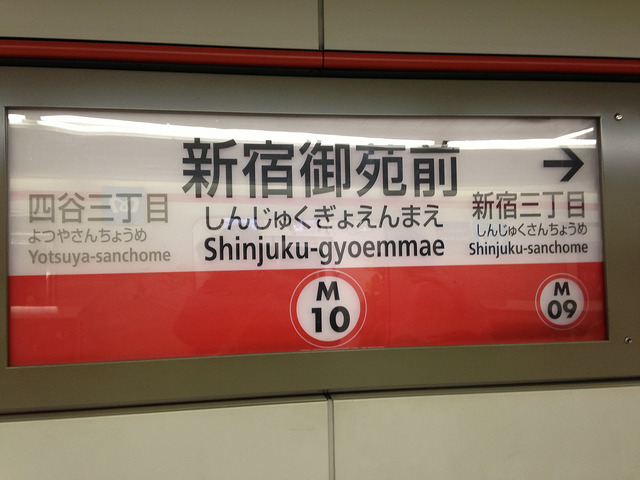 新宿御苑前
しんじゅくぎょえんまえ
Shinjuku-gyoemmae
四谷三丁目
よつやさんちょうめ
Yotsuya-sanchome
→
新宿三丁目
しんじゅくさんちょうめ
Shinjuku-sanchome
M
10
M
09